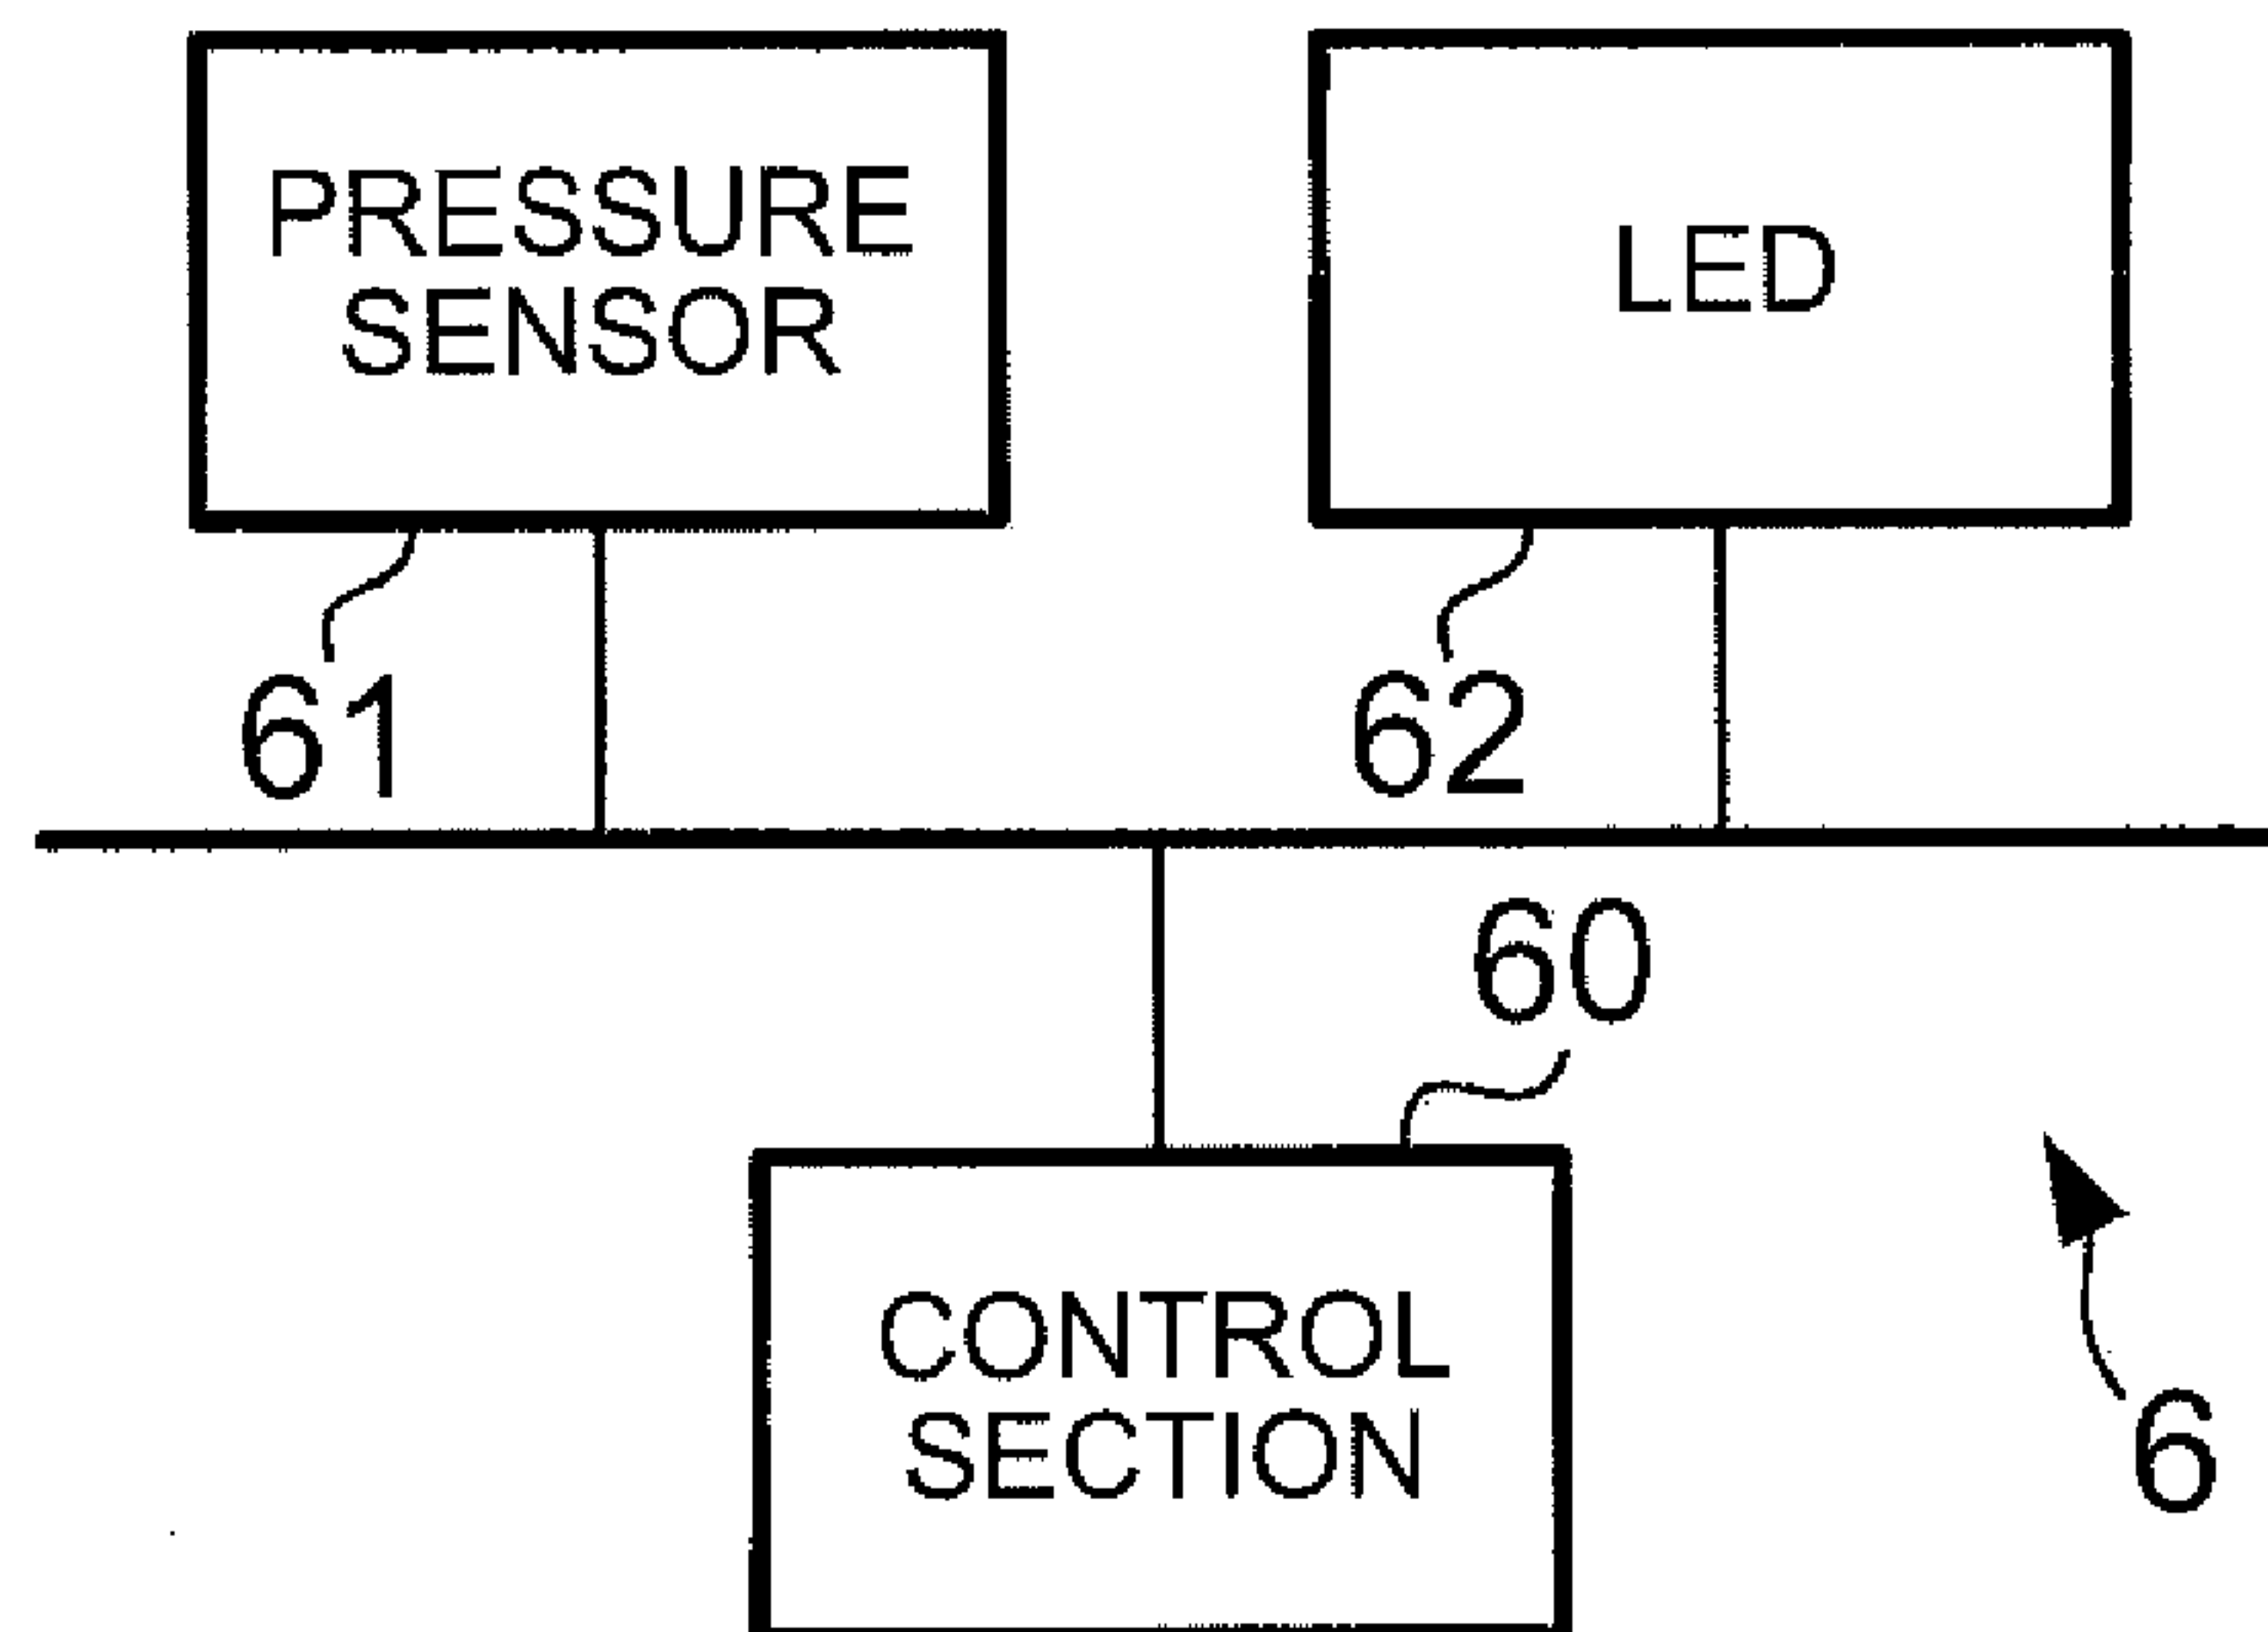 PRESSURE
SENSOR
LED
61
62
60
CONTROL
SECTION
6